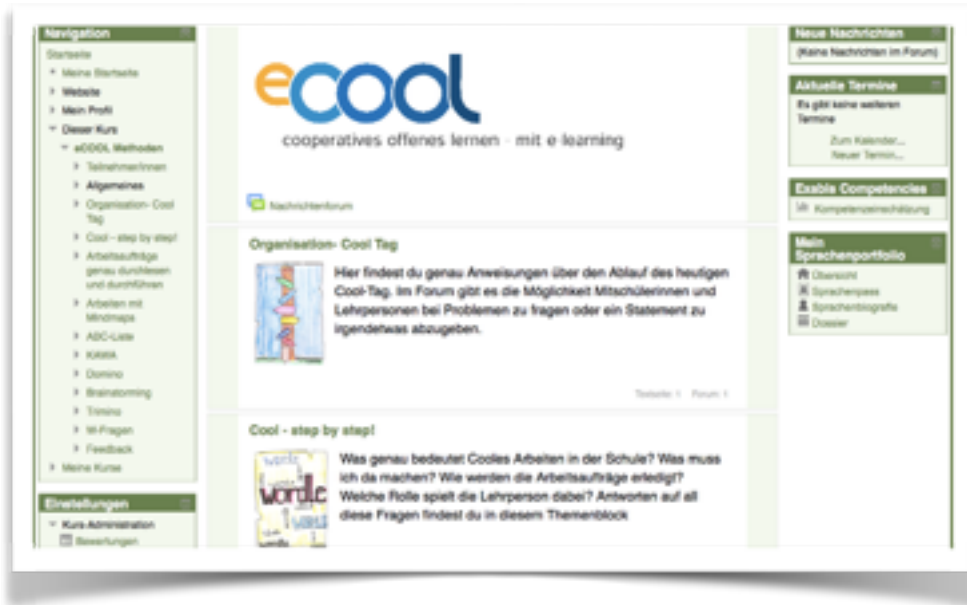 Navigation
Startseite
Meine Startseite
Website
Mein Profil
Dieser Kurs
eCOOL Methoden
Teilnehmer/innen
Allgemeines
Organisation- Cool
Tag
Cool - step by step!
Arbeitsaufträge
genau durchlesen
und durchführen
Arbeiten mit
Mindmaps
ABC-Liste
KAWA
Domino
Brainstorming
Trimino
W-Fragen
Feedback
Meine Kurse
Einstellungen
Kurs-Administration
Bewertungen
ecool
cooperatives offenes lernen - mit e-learning
Nachrichtenforum
Organisation- Cool Tag
Hier findest du genau Anweisungen über den Ablauf des heutigen
Cool-Tag. Im Forum gibt es die Möglichkeit Mitschülerinnen und
Lehrpersonen bei Problemen zu fragen oder ein Statement zu
irgendetwas abzugeben.
Textseite: 1 Forum: 1
Cool - step by step!
wordle
Was genau bedeutet Cooles Arbeiten in der Schule? Was muss
ich da machen? Wie werden die Arbeitsaufträge erledigt?
Welche Rolle spielt die Lehrperson dabei? Antworten auf all
diese Fragen findest du in diesem Themenblock
Neue Nachrichten
(Keine Nachrichten im Forum)
Aktuelle Termine
Es gibt keine weiteren
Termine
Zum Kalender...
Neuer Termin...
Exabis Competencies
Kompetenzeinschätzung
Mein
Sprachenportfolio
Übersicht
Sprachenpass
Sprachenbiografie
Dossier